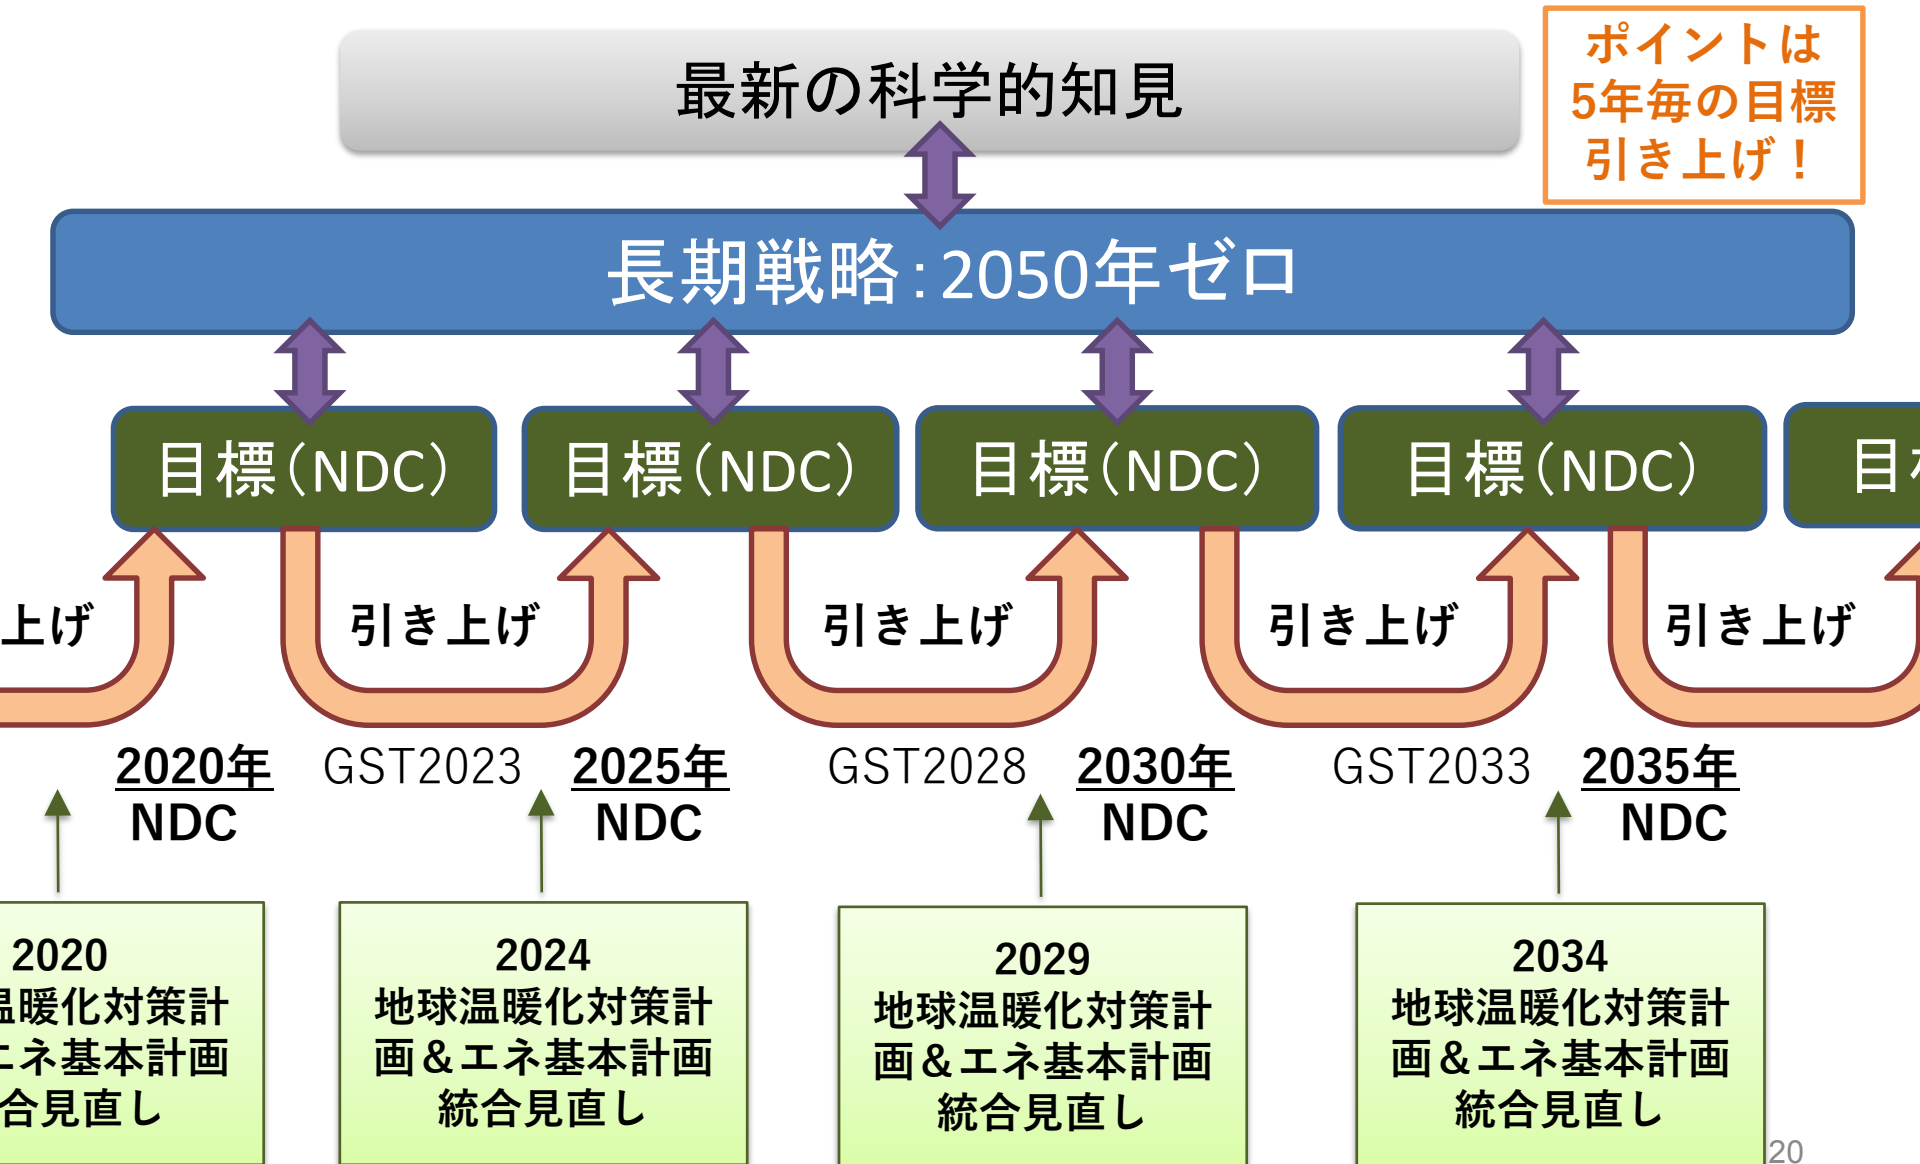 最新の科学的知見
ポイントは
5年毎の目標
引き上げ！
長期戦略：2050年ゼロ
目標（NDC）
目標（NDC）
目標（NDC）
目標（NDC）
目
上げ
引き上げ
引き上げ
引き上げ
引き上げ
2020年
NDC
GST2023
2025年
NDC
GST2028
2030年
NDC
GST2033
2035年
NDC
2020
温暖化対策計
エネ基本計画
合見直し
2024
地球温暖化対策計
画＆エネ基本計画
統合見直し
2029
地球温暖化対策計
画＆エネ基本計画
統合見直し
2034
地球温暖化対策計
画＆エネ基本計画
統合見直し
20